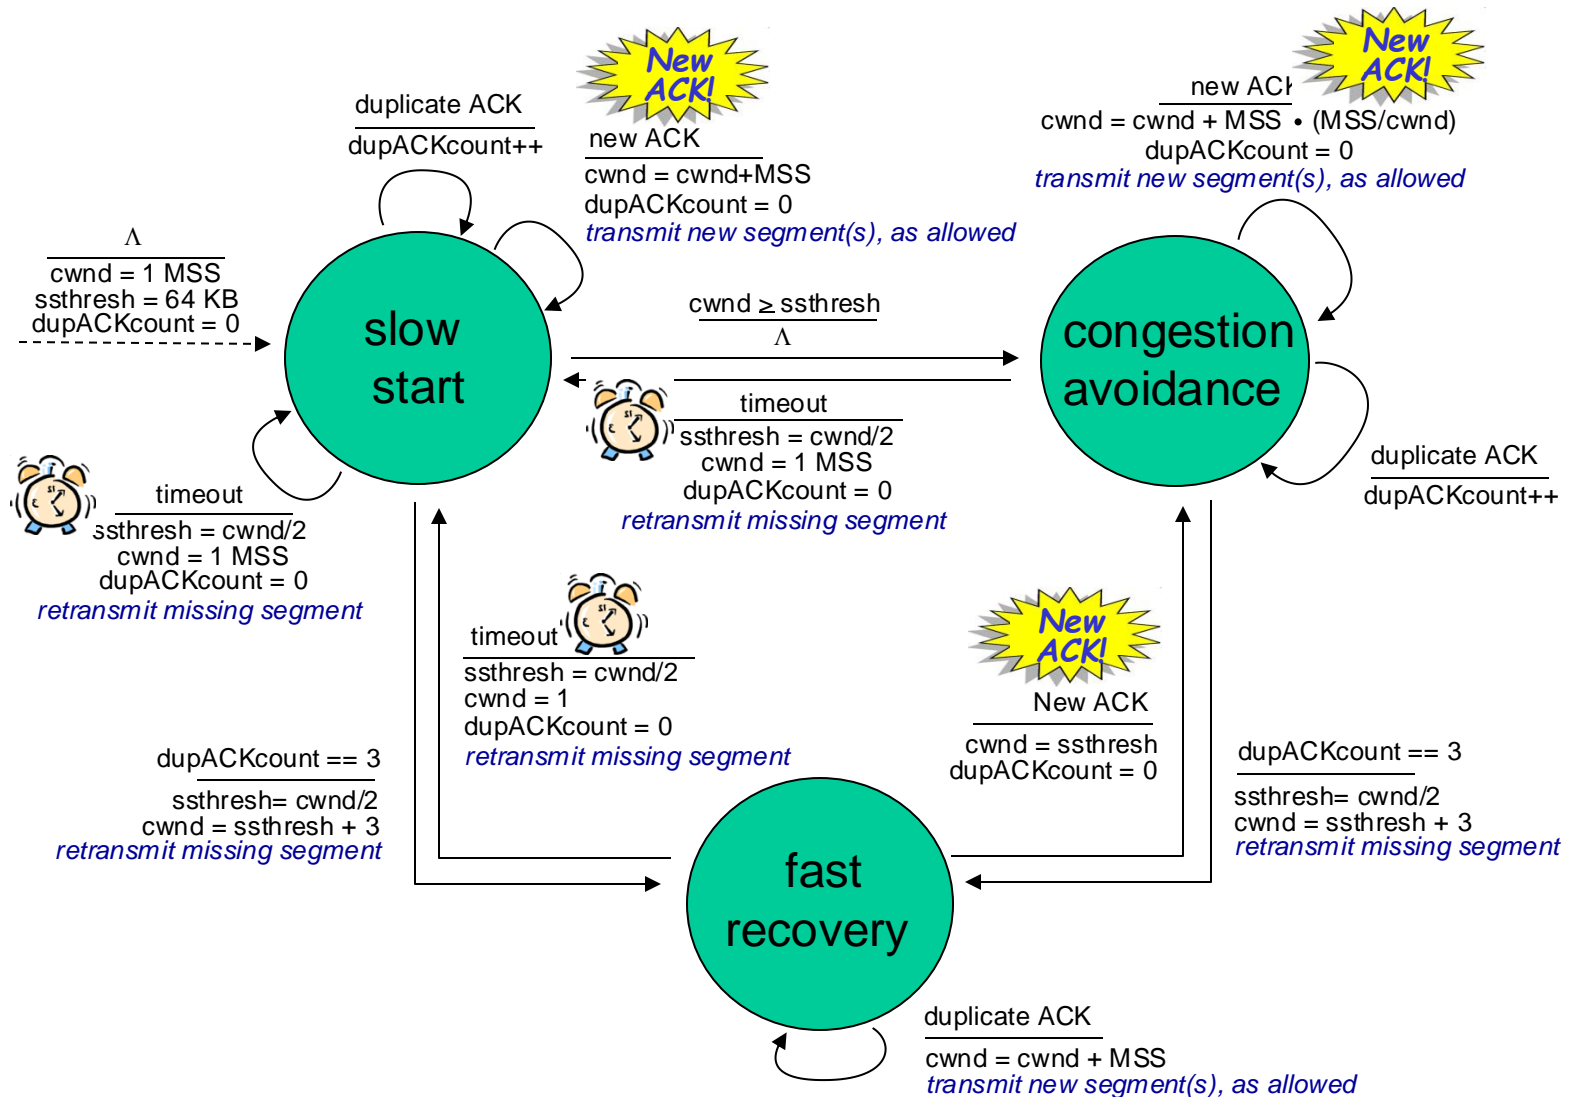 New
ACK!
duplicate ACK
dupACKcount++
new ACK
cwnd = cwnd+MSS
dupACKcount = 0
transmit new segment(s), as allowed
New
ACK!
new ACK
cwnd = cwnd + MSS • (MSS/cwnd)
dupACKcount = 0
transmit new segment(s), as allowed
Λ
cwnd = 1 MSS
ssthresh = 64 KB
dupACKcount = 0
slow
start
cwnd ≥ ssthresh
Λ
congestion
avoidance
timeout
ssthresh = cwnd/2
cwnd = 1 MSS
dupACKcount = 0
retransmit missing segment
timeout
ssthresh = cwnd/2
cwnd = 1 MSS
dupACKcount = 0
retransmit missing segment
duplicate ACK
dupACKcount++
timeout
ssthresh = cwnd/2
cwnd = 1
dupACKcount = 0
retransmit missing segment
New
ACK!
New ACK
cwnd = ssthresh
dupACKcount = 0
dupACKcount == 3
ssthresh= cwnd/2
cwnd = ssthresh + 3
retransmit missing segment
dupACKcount == 3
ssthresh= cwnd/2
cwnd = ssthresh + 3
retransmit missing segment
fast
recovery
duplicate ACK
cwnd = cwnd + MSS
transmit new segment(s), as allowed